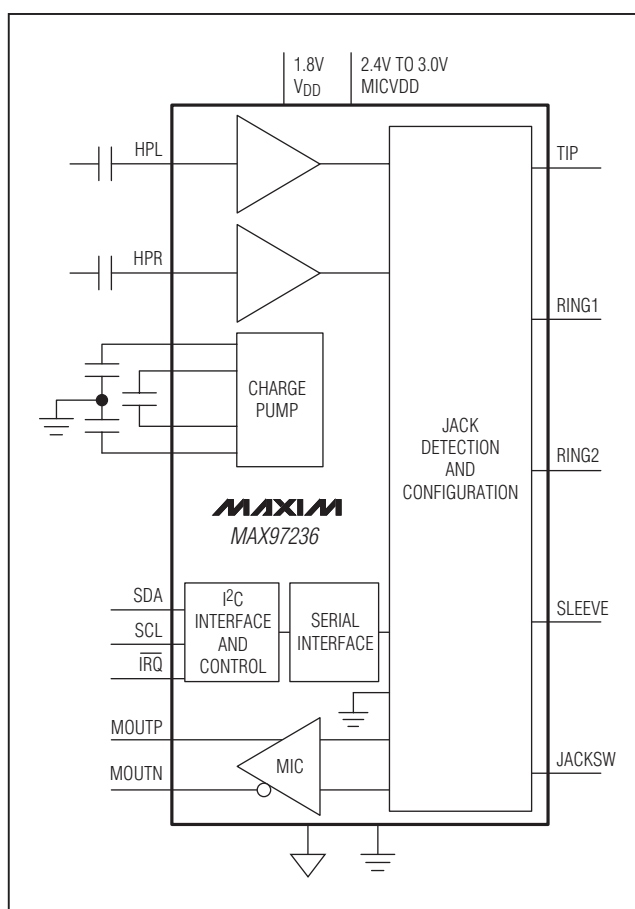 1.8V
VDD
2.4V TO 3.0V
MICVDD
HPL
TIP
HPR
RING1
CHARGE
PUMP
JACK
DETECTION
AND
CONFIGURATION
RING2
MAXIM
MAX97236
SDA
SCL
IRQ
I2C
INTERFACE
AND
CONTROL
SERIAL
INTERFACE
SLEEVE
MOUTP
MOUTN
MIC
JACKSW